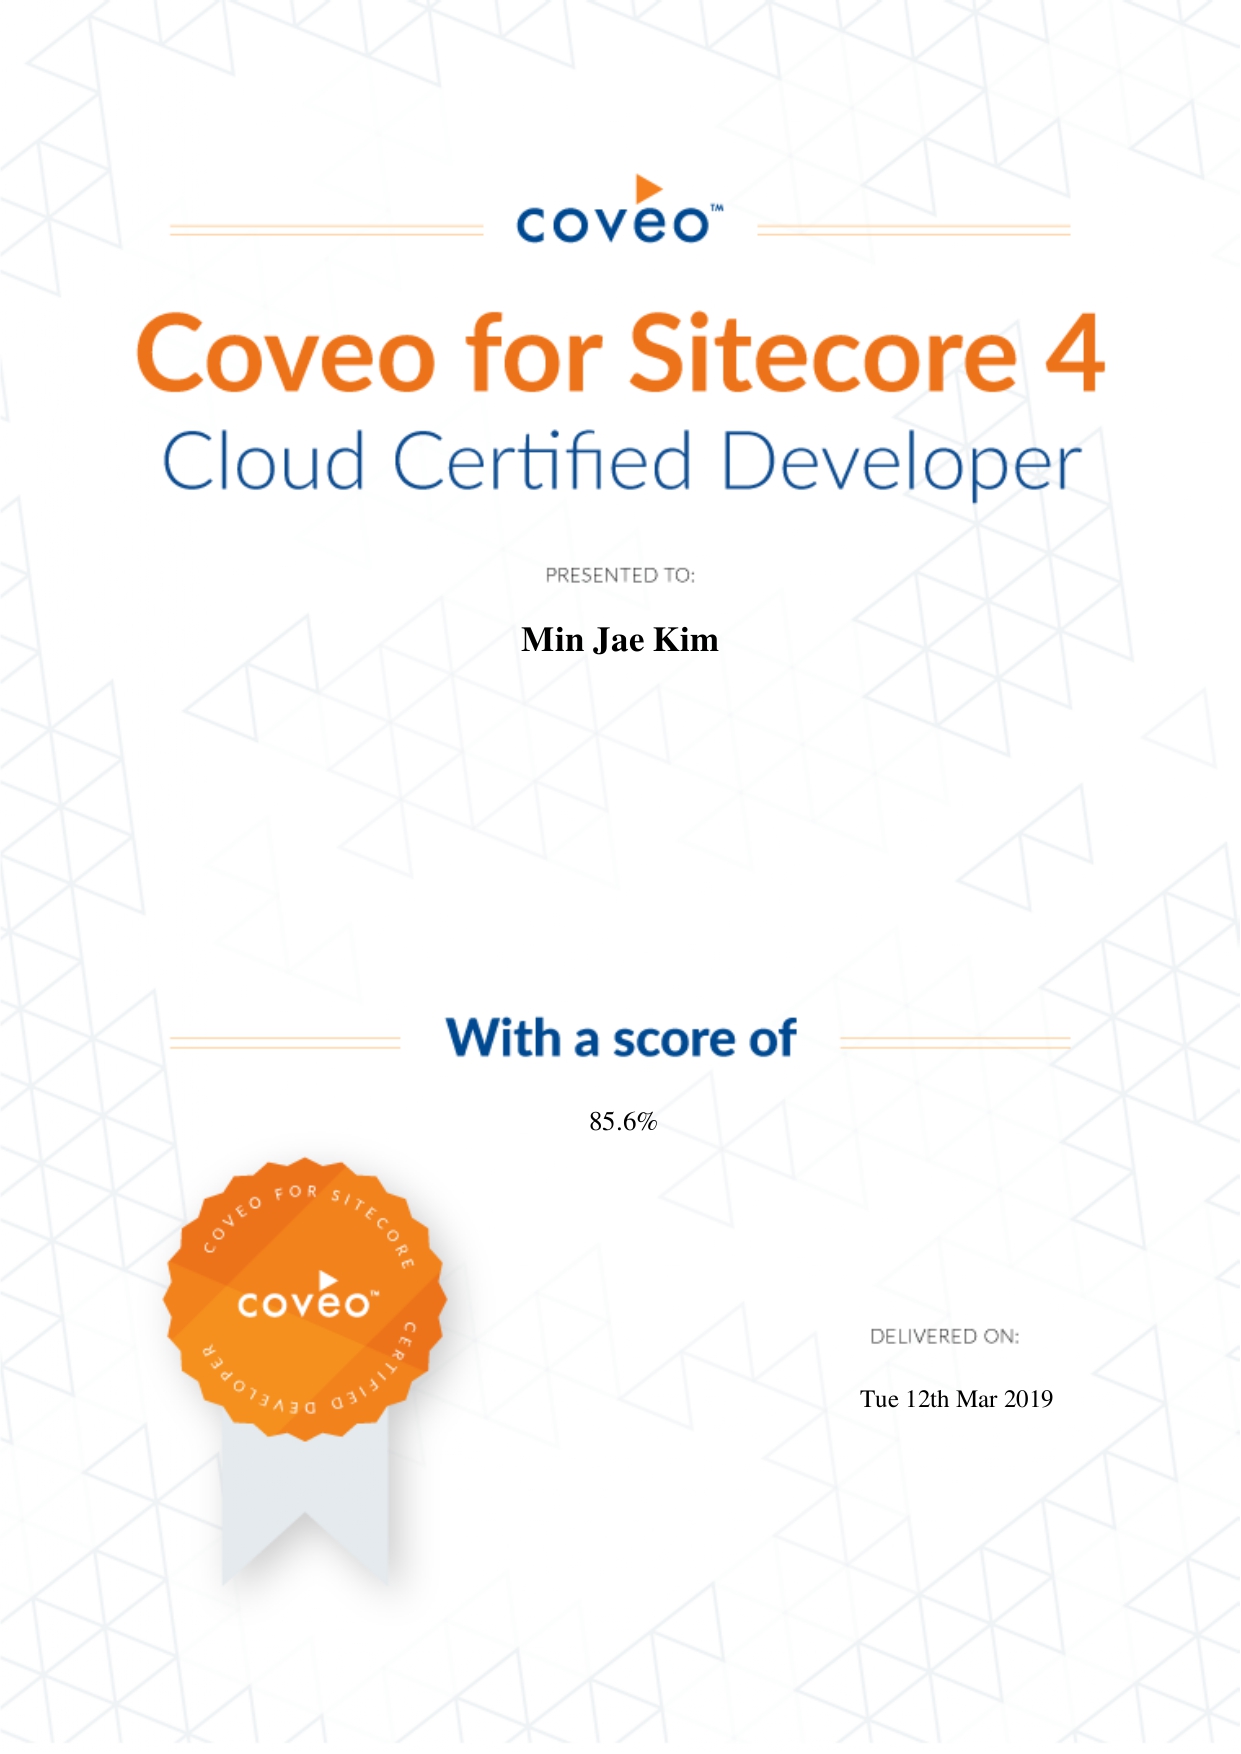 coveo™
Coveo for Sitecore 4
Cloud Certified Developer
PRESENTED TO:
Min Jae Kim
With a score of
85.6%
COVEO FOR SITECORE
coveo™
CERTIFIED DEVELOPER
DELIVERED ON:
Tue 12th Mar 2019